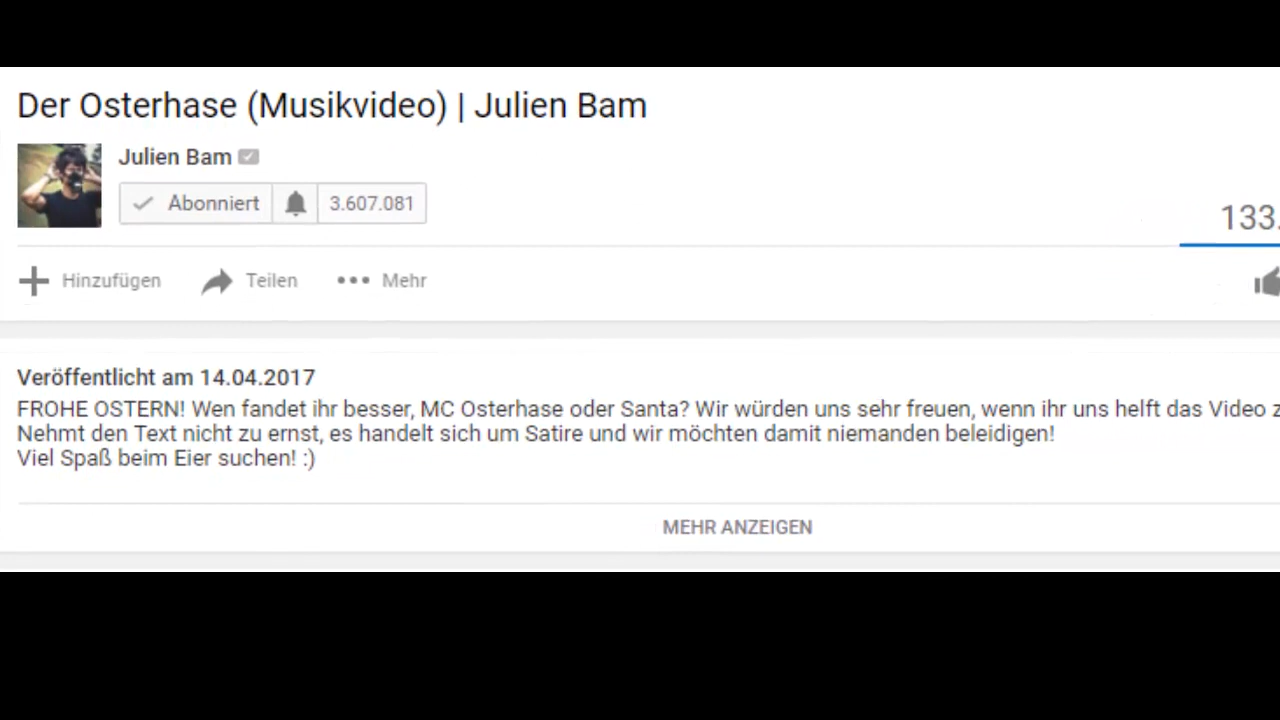 Der Osterhase (Musikvideo) | Julien Bam
Julien Bam
Abonniert 3.607.081
133.
Hinzufügen Teilen Mehr
Veröffentlicht am 14.04.2017
FROHE OSTERN! Wen fandet ihr besser, MC Osterhase oder Santa? Wir würden uns sehr freuen, wenn ihr uns helft das Video
Nehmt den Text nicht zu ernst, es handelt sich um Satire und wir möchten damit niemanden beleidigen!
Viel Spaß beim Eier suchen! :)
MEHR ANZEIGEN